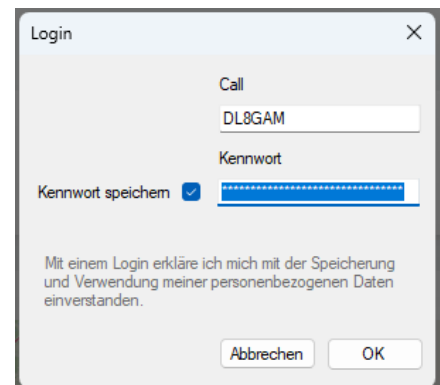 Login
Call
DL8GAM
Kennwort
Kennwort speichern
********************************
Mit einem Login erkläre ich mich mit der Speicherung
und Verwendung meiner personenbezogenen Daten
einverstanden.
Abbrechen OK